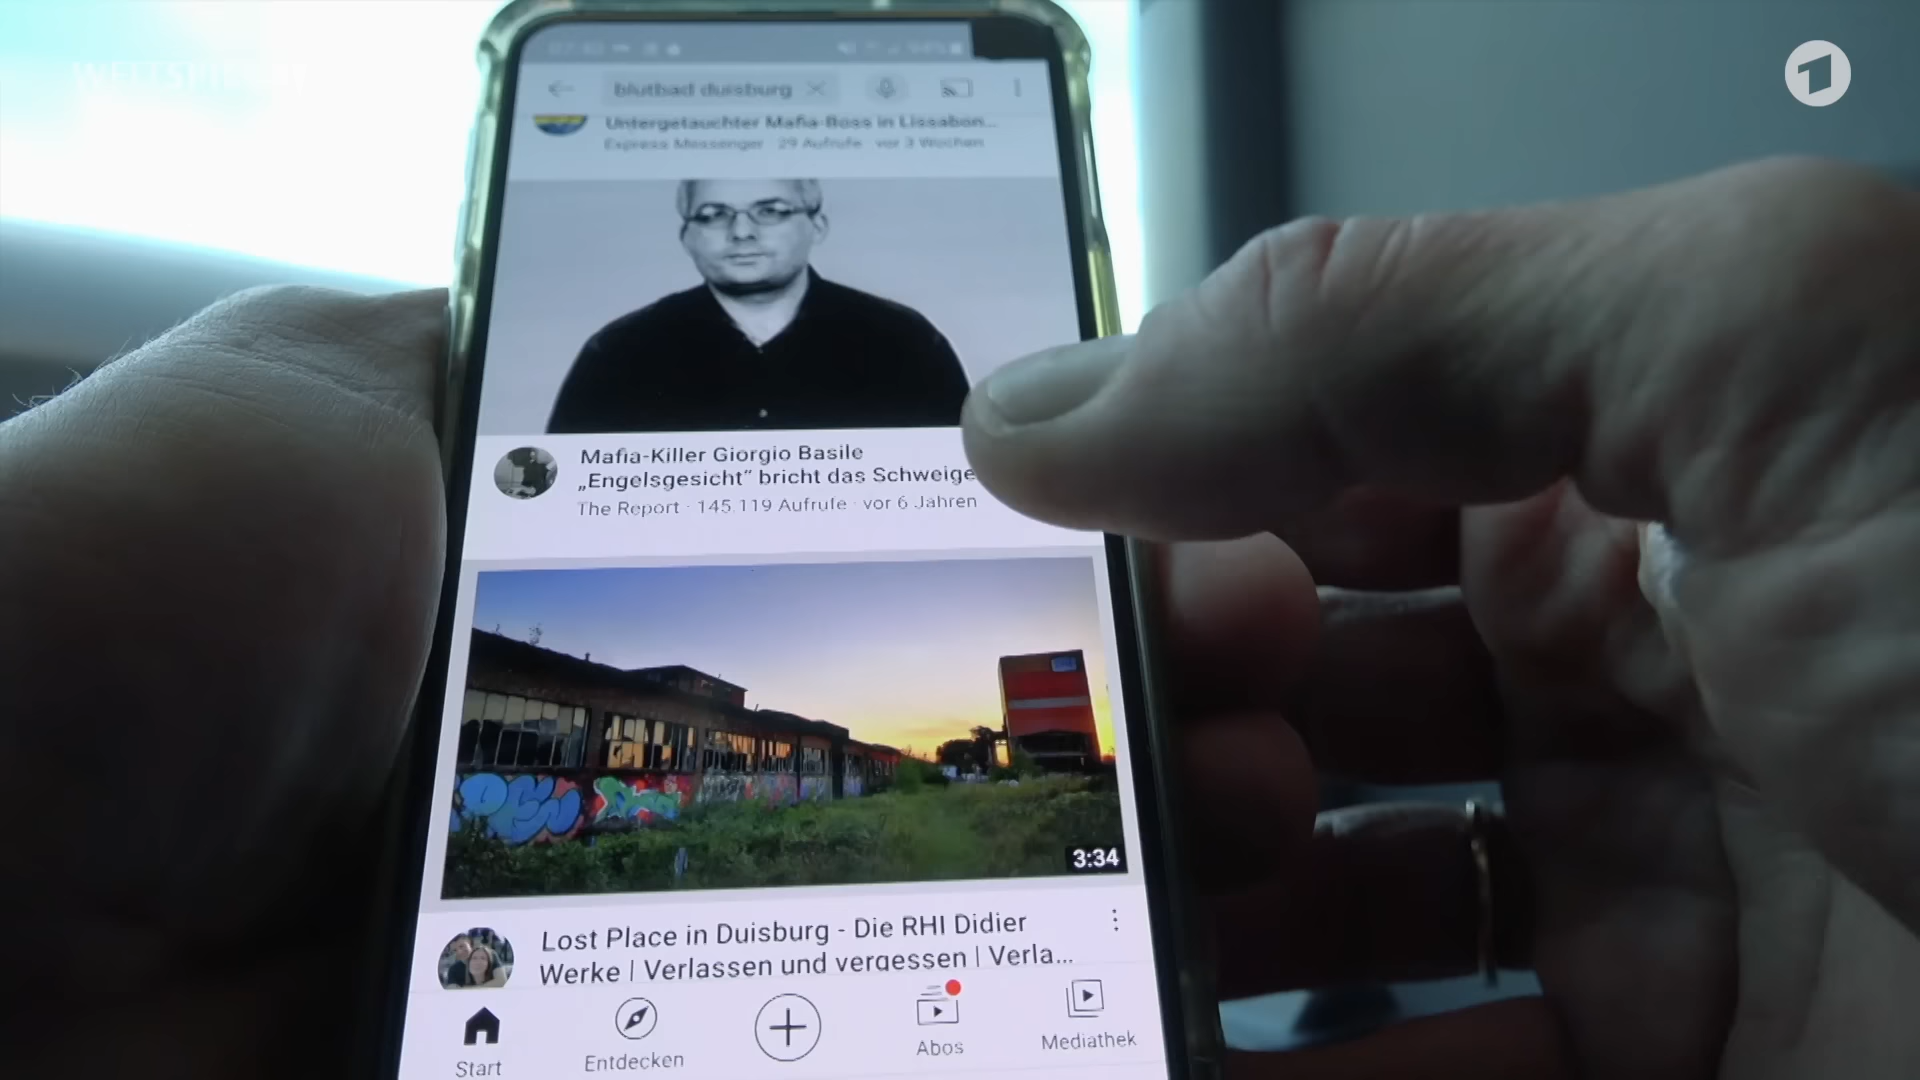 WELTSPIEGEL
blutbad duisburg
Untergetauchter Mafia-Boss in Lissabon...
Express Messenger · 29 Aufrufe · vor 3 Wochen
Mafia-Killer Giorgio Basile
„Engelsgesicht“ bricht das Schweige
The Report · 145.119 Aufrufe · vor 6 Jahren
3:34
Lost Place in Duisburg - Die RHI Didier
Werke | Verlassen und vergessen | Verla...
Start
Entdecken
Abos
Mediathek
1